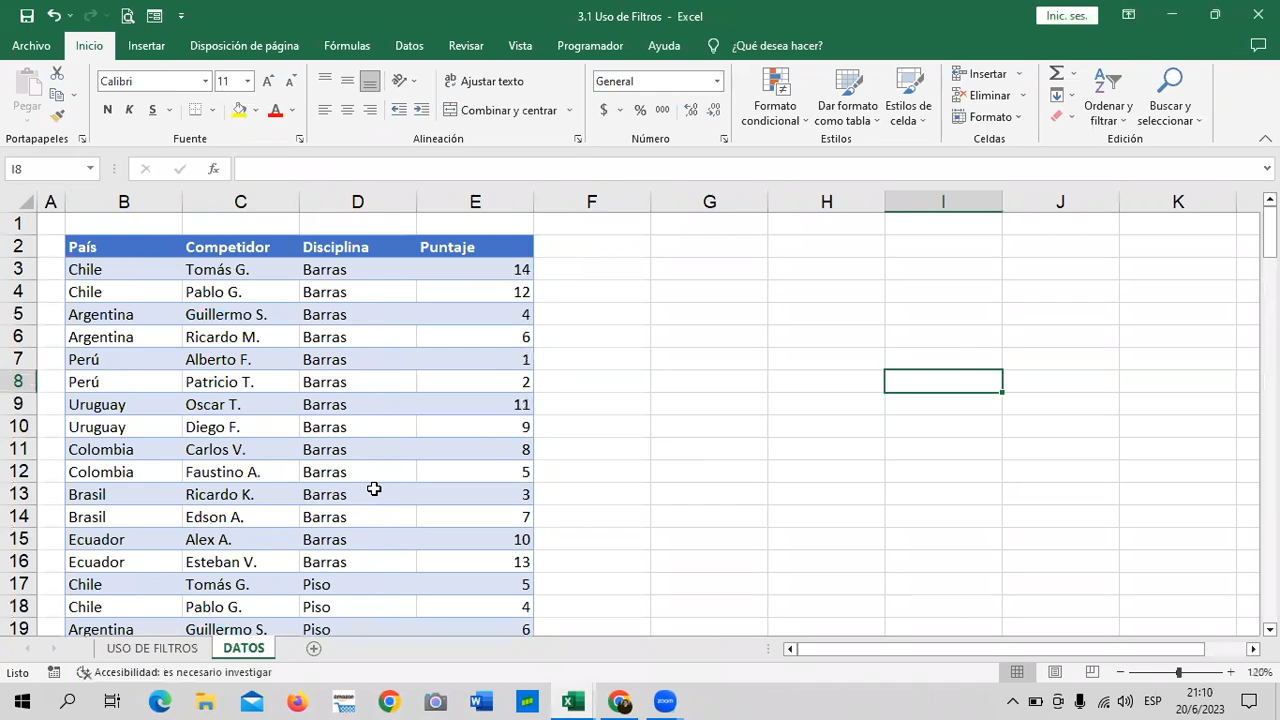 3.1 Uso de Filtros - Excel
Inic. ses.
Archivo Inicio Insertar Disposición de página Fórmulas Datos Revisar Vista Programador Ayuda ¿Qué desea hacer?
Pegar
Calibri 11
N K S
Ajustar texto
Combinar y centrar
General
$ % 000
Formato condicional
Dar formato como tabla
Estilos de celda
Insertar
Eliminar
Formato
Ordenar y filtrar
Buscar y seleccionar
Portapapeles Fuente Alineación Número Estilos Celdas Edición
I8 fx
A B C D E F G H I J K
1
2 País Competidor Disciplina Puntaje
3 Chile Tomás G. Barras 14
4 Chile Pablo G. Barras 12
5 Argentina Guillermo S. Barras 4
6 Argentina Ricardo M. Barras 6
7 Perú Alberto F. Barras 1
8 Perú Patricio T. Barras 2
9 Uruguay Oscar T. Barras 11
10 Uruguay Diego F. Barras 9
11 Colombia Carlos V. Barras 8
12 Colombia Faustino A. Barras 5
13 Brasil Ricardo K. Barras 3
14 Brasil Edson A. Barras 7
15 Ecuador Alex A. Barras 10
16 Ecuador Esteban V. Barras 13
17 Chile Tomás G. Piso 5
18 Chile Pablo G. Piso 4
19 Argentina Guillermo S. Piso 6
USO DE FILTROS DATOS
Listo Accesibilidad: es necesario investigar 120%
zoom
ESP
21:10
20/6/2023